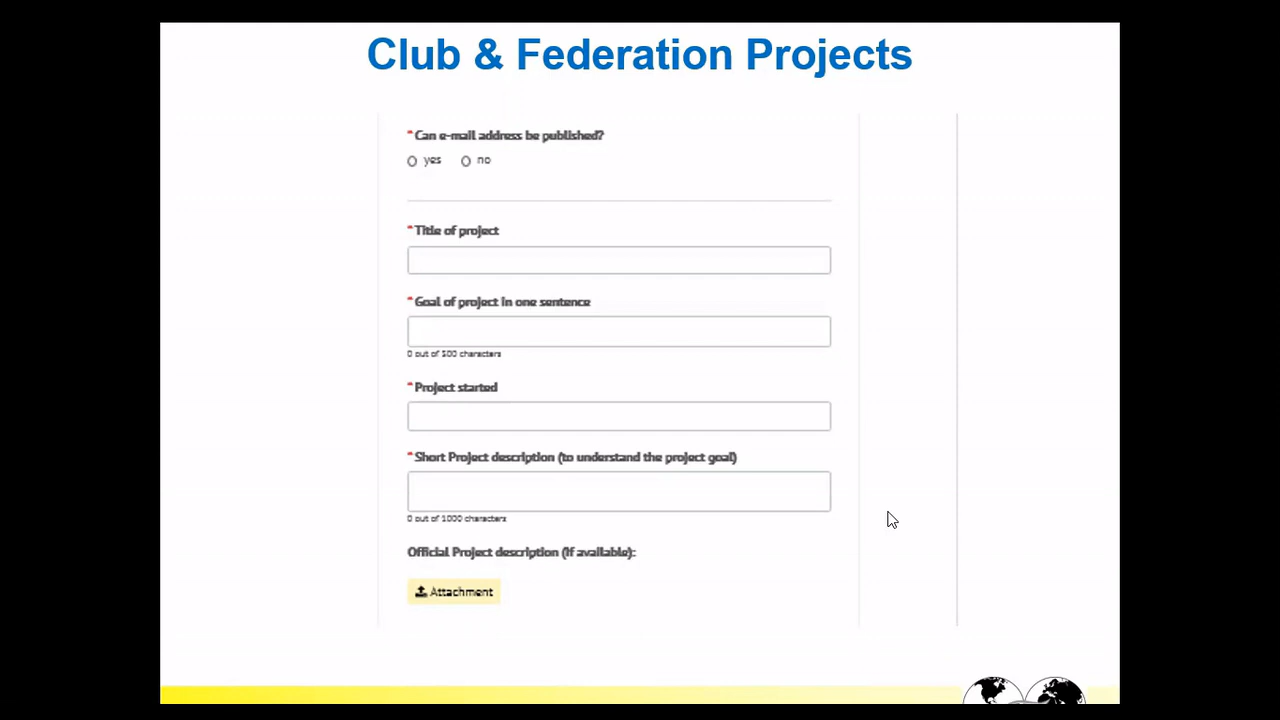 Club & Federation Projects
*Can e-mail address be published?
yes no
*Title of project
*Goal of project in one sentence
0 out of 500 characters
*Project started
*Short Project description (to understand the project goal)
0 out of 1000 characters
Official Project description (if available):
Attachment